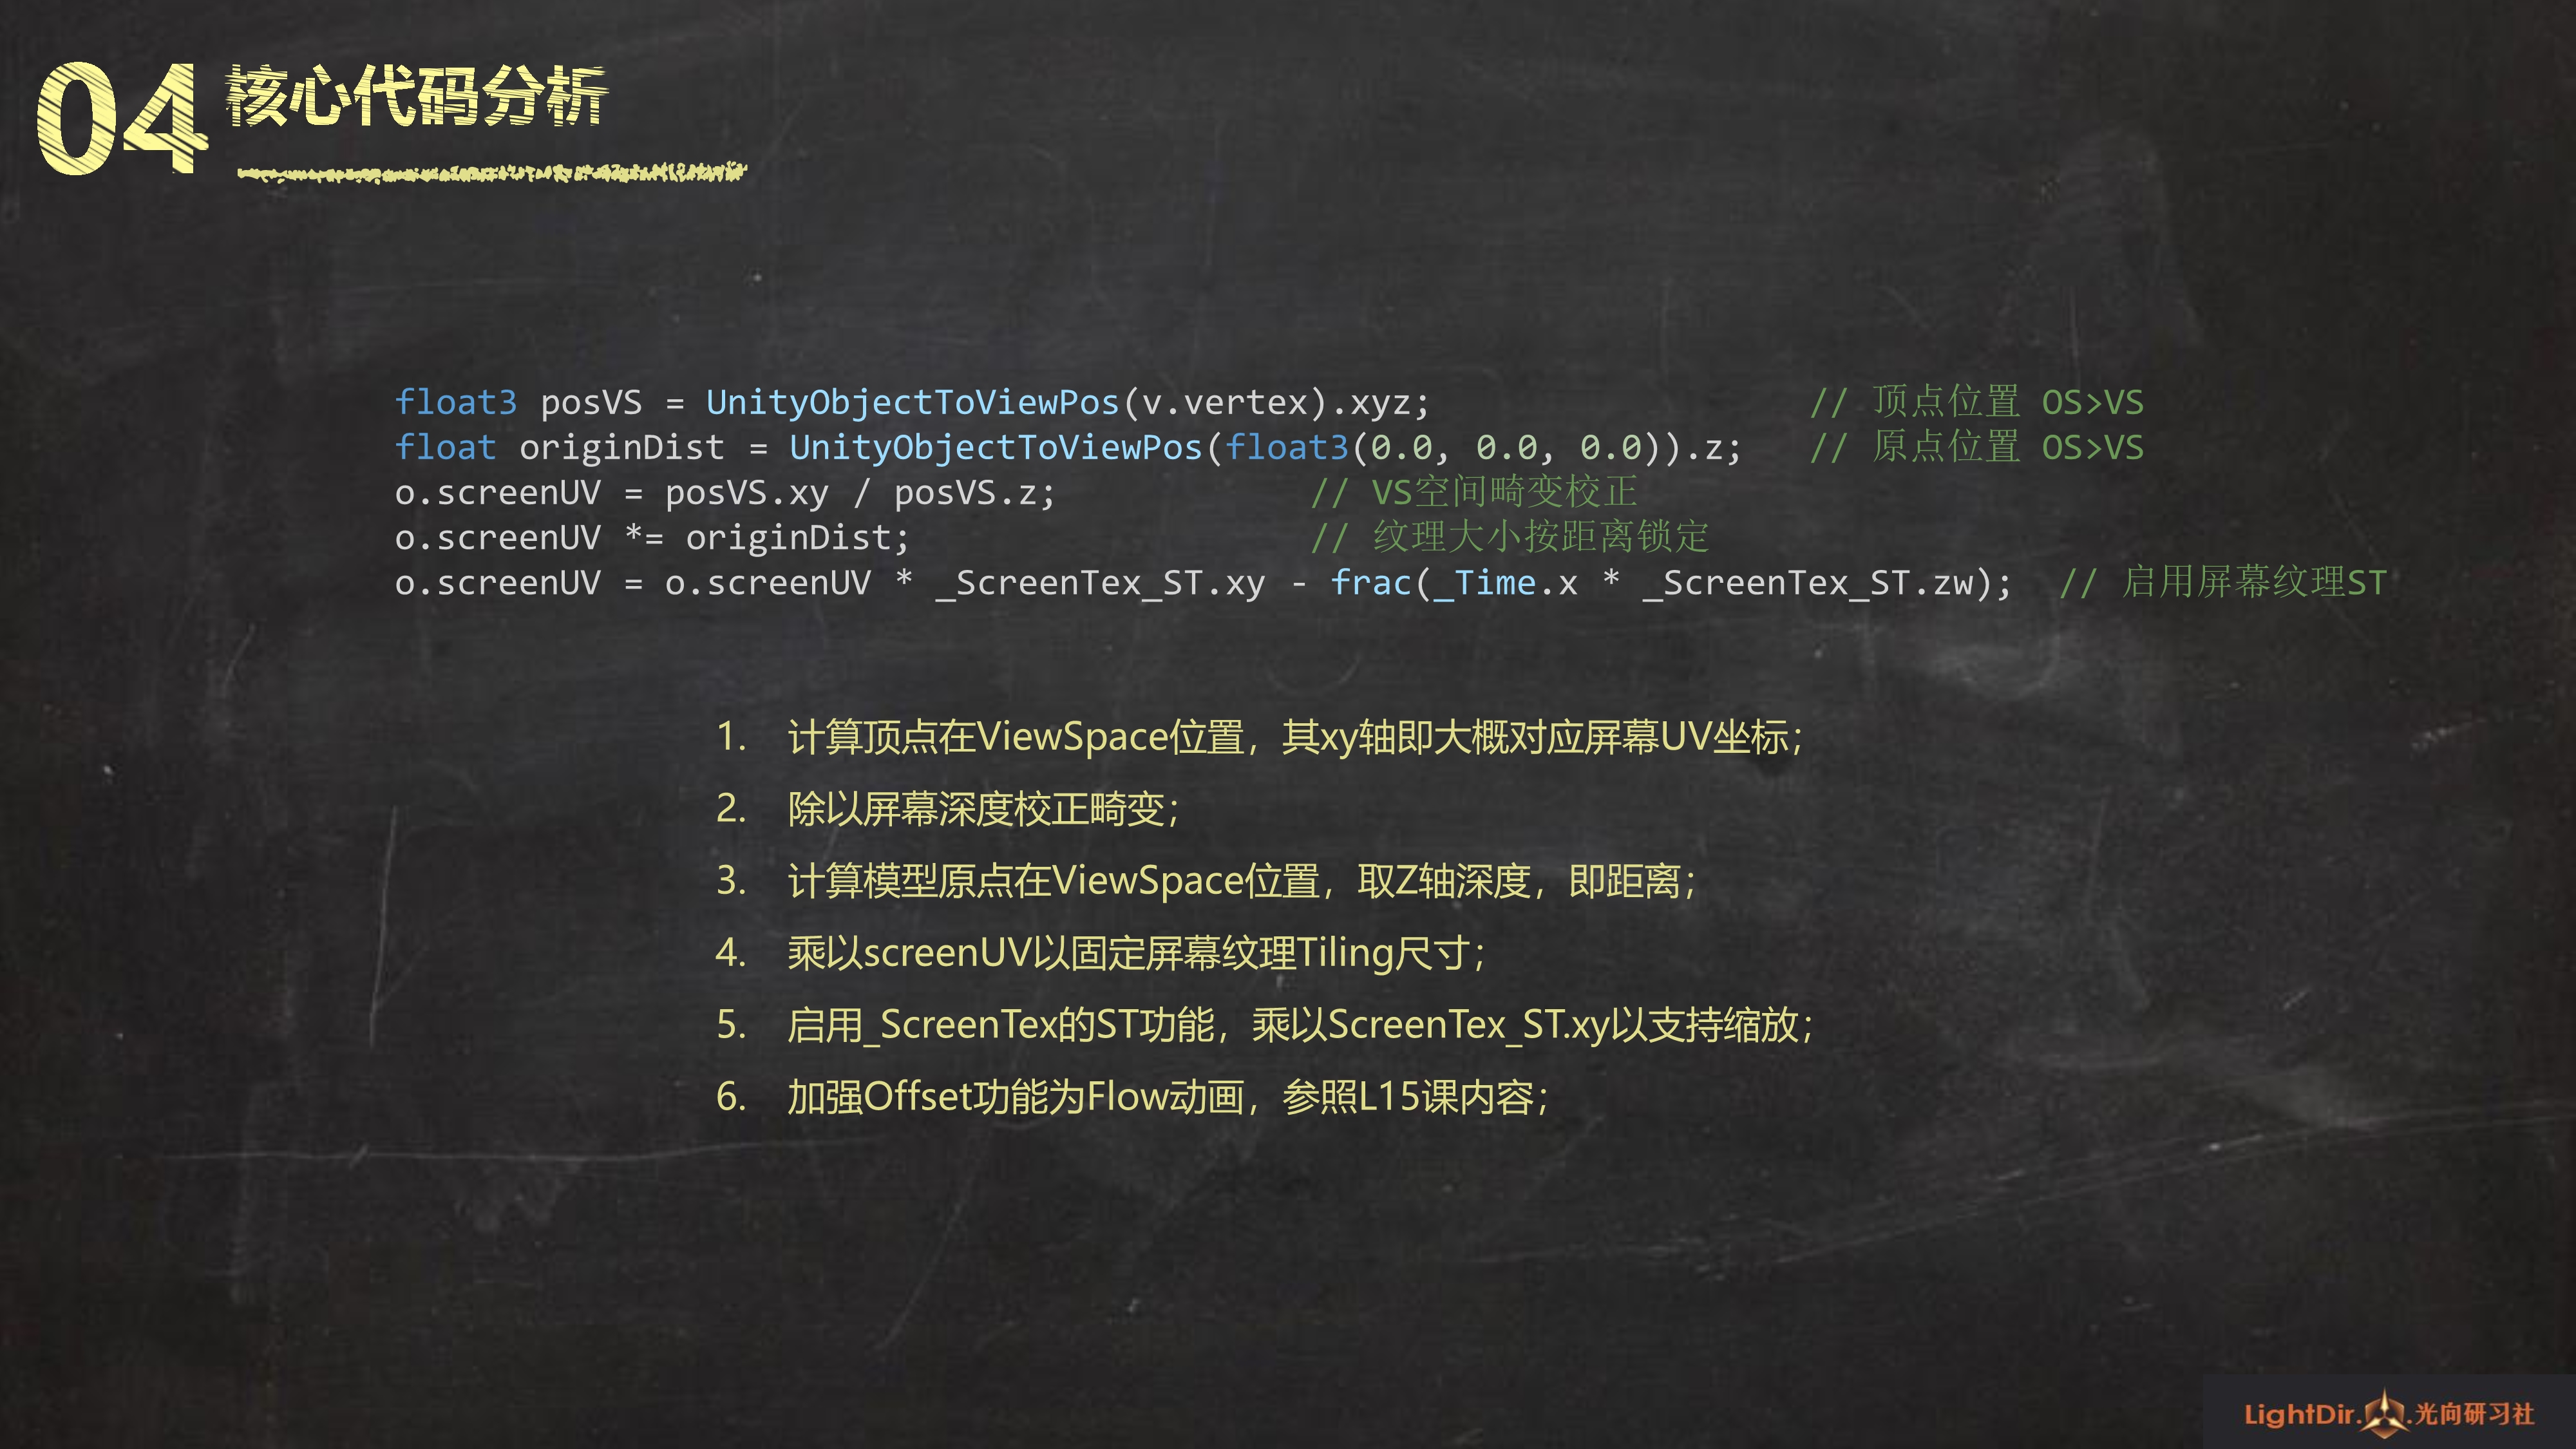 04 核心代码分析
float3 posVS = UnityObjectToViewPos(v.vertex).xyz; // 顶点位置 OS>VS
float originDist = UnityObjectToViewPos(float3(0.0, 0.0, 0.0)).z; // 原点位置 OS>VS
o.screenUV = posVS.xy / posVS.z; // VS空间畸变校正
o.screenUV *= originDist; // 纹理大小按距离锁定
o.screenUV = o.screenUV * _ScreenTex_ST.xy - frac(_Time.x * _ScreenTex_ST.zw); // 启用屏幕纹理ST
1. 计算顶点在ViewSpace位置，其xy轴即大概对应屏幕UV坐标；
2. 除以屏幕深度校正畸变；
3. 计算模型原点在ViewSpace位置，取Z轴深度，即距离；
4. 乘以screenUV以固定屏幕纹理Tiling尺寸；
5. 启用_ScreenTex的ST功能，乘以ScreenTex_ST.xy以支持缩放；
6. 加强Offset功能为Flow动画，参照L15课内容；
LightDir.光向研习社